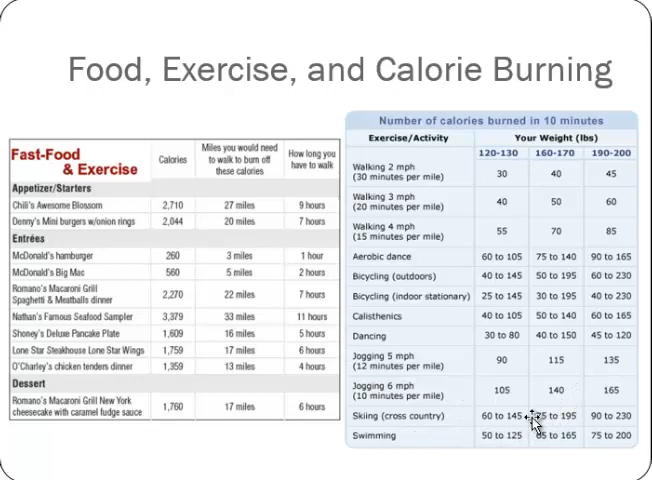 Food, Exercise, and Calorie Burning
Fast-Food & Exercise Calories Miles you would need to walk to burn off these calories How long you have to walk
Appetizer/Starters
Chili's Awesome Blossom 2,710 27 miles 9 hours
Denny's Mini burgers w/onion rings 2,044 20 miles 7 hours
Entrées
McDonald's hamburger 260 3 miles 1 hour
McDonald's Big Mac 560 5 miles 2 hours
Romano's Macaroni Grill Spaghetti & Meatballs dinner 2,270 22 miles 7 hours
Nathan's Famous Seafood Sampler 3,379 33 miles 11 hours
Shoney's Deluxe Pancake Plate 1,609 16 miles 5 hours
Lone Star Steakhouse Lone Star Wings 1,759 17 miles 6 hours
O'Charley's chicken tenders dinner 1,359 13 miles 4 hours
Dessert
Romano's Macaroni Grill New York cheesecake with caramel fudge sauce 1,760 17 miles 6 hours
Number of calories burned in 10 minutes
Exercise/Activity Your Weight (lbs)
120-130 160-170 190-200
Walking 2 mph (30 minutes per mile) 30 40 45
Walking 3 mph (20 minutes per mile) 40 50 60
Walking 4 mph (15 minutes per mile) 55 70 85
Aerobic dance 60 to 105 75 to 140 90 to 165
Bicycling (outdoors) 40 to 145 50 to 195 60 to 230
Bicycling (indoor stationary) 25 to 145 30 to 195 40 to 230
Calisthenics 40 to 105 50 to 140 60 to 165
Dancing 30 to 80 40 to 150 45 to 120
Jogging 5 mph (12 minutes per mile) 90 115 135
Jogging 6 mph (10 minutes per mile) 105 140 165
Skiing (cross country) 60 to 145 75 to 195 90 to 230
Swimming 50 to 125 65 to 165 75 to 200